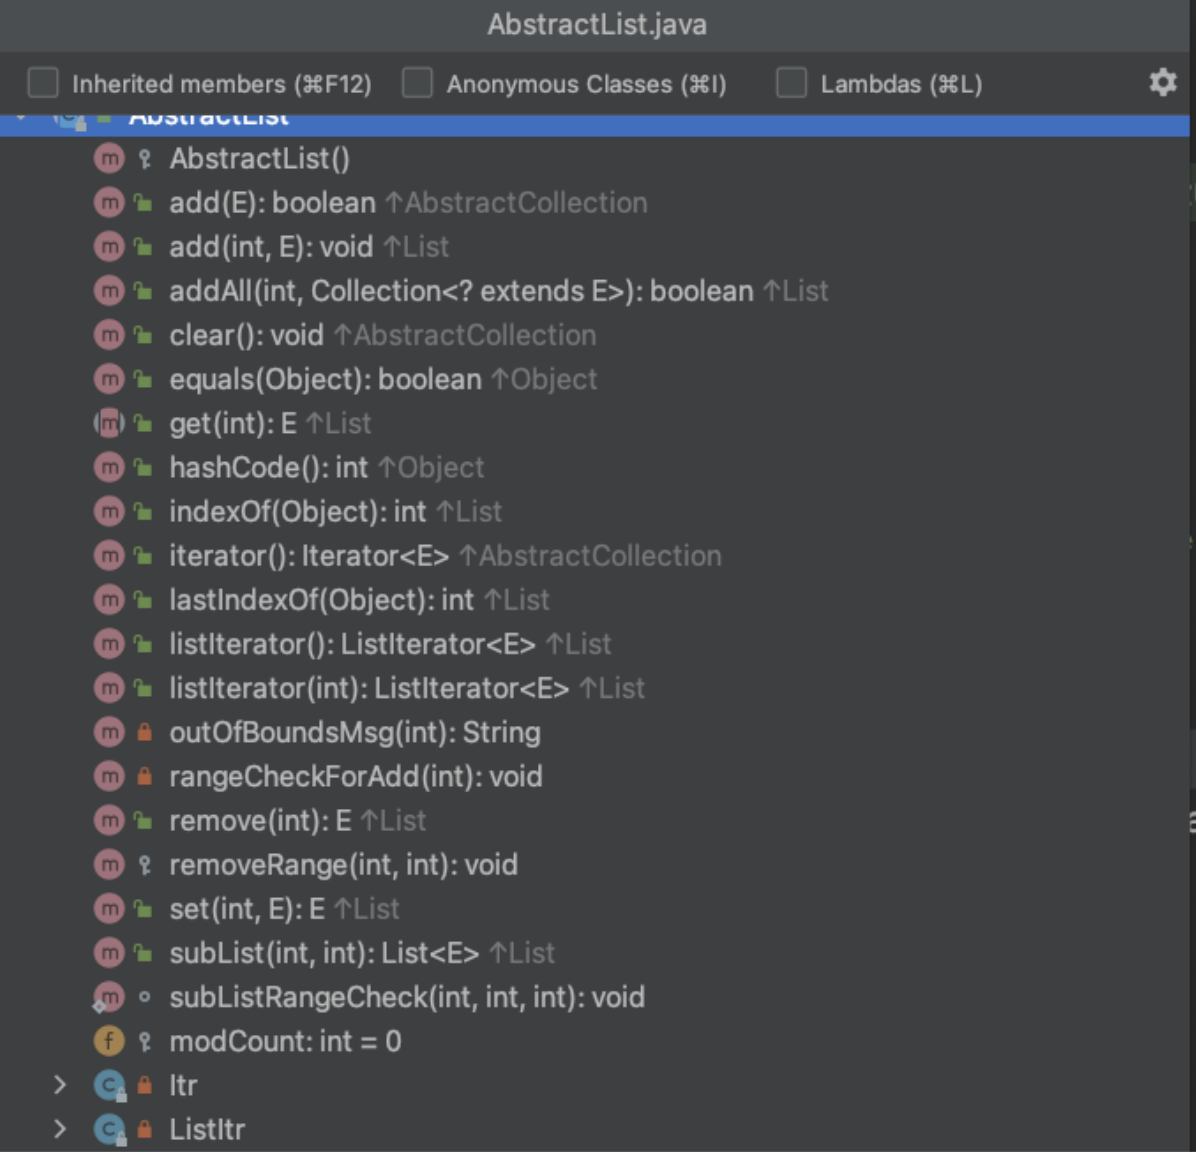 AbstractList.java
Inherited members (⌘F12) Anonymous Classes (⌘I) Lambdas (⌘L)
AbstractList
m AbstractList()
m add(E): boolean ↑AbstractCollection
m add(int, E): void ↑List
m addAll(int, Collection<? extends E>): boolean ↑List
m clear(): void ↑AbstractCollection
m equals(Object): boolean ↑Object
m get(int): E ↑List
m hashCode(): int ↑Object
m indexOf(Object): int ↑List
m iterator(): Iterator<E> ↑AbstractCollection
m lastIndexOf(Object): int ↑List
m listIterator(): ListIterator<E> ↑List
m listIterator(int): ListIterator<E> ↑List
m outOfBoundsMsg(int): String
m rangeCheckForAdd(int): void
m remove(int): E ↑List
m removeRange(int, int): void
m set(int, E): E ↑List
m subList(int, int): List<E> ↑List
m subListRangeCheck(int, int, int): void
f modCount: int = 0
C Itr
C ListItr